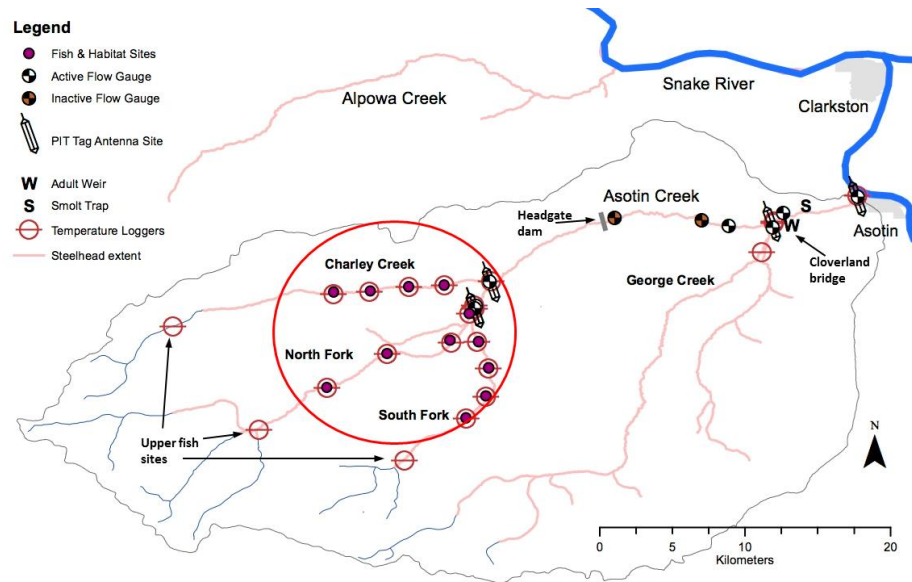 Legend
Fish & Habitat Sites
Active Flow Gauge
Inactive Flow Gauge
PIT Tag Antenna Site
W
Adult Weir
S
Smolt Trap
Temperature Loggers
Steelhead extent
Alpowa Creek
Snake River
Clarkston
Asotin Creek
Headgate
dam
S
W
Asotin
Cloverland
bridge
George Creek
Charley Creek
North Fork
South Fork
Upper fish
sites
N
0 5 10 20
Kilometers